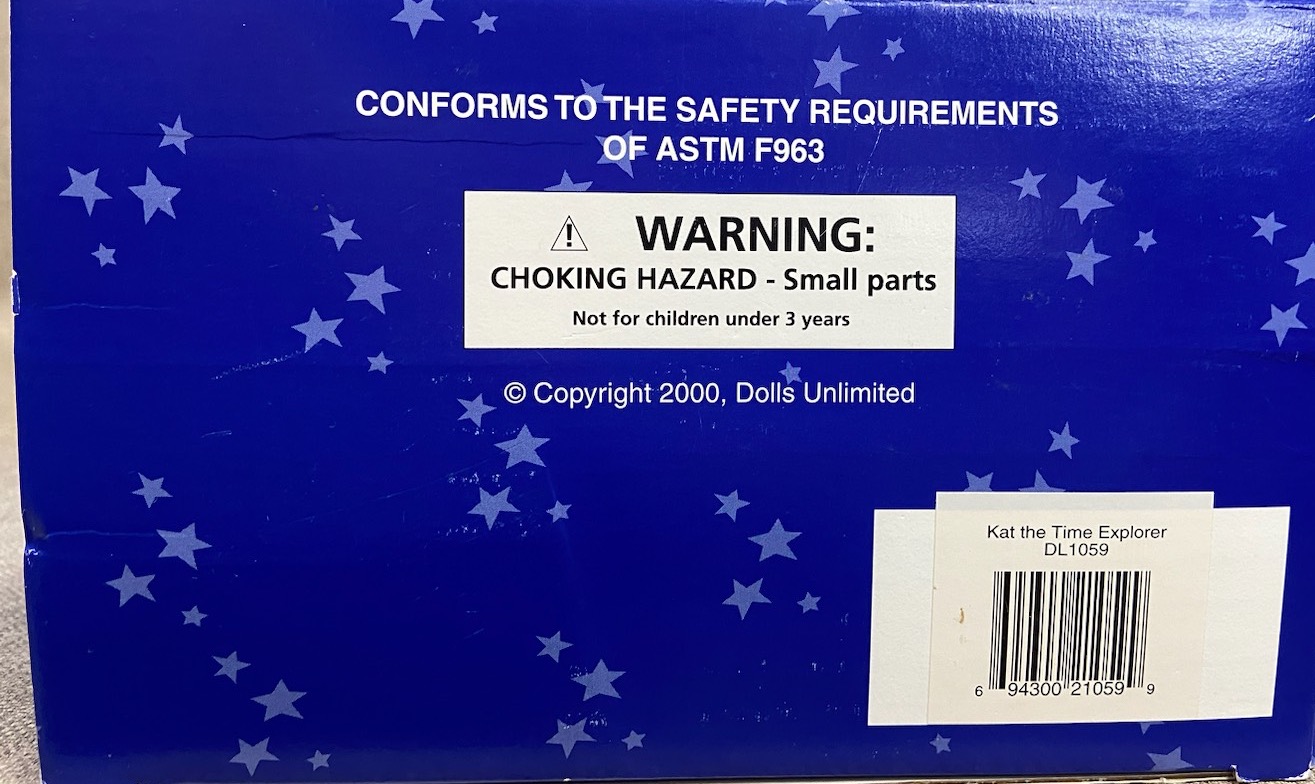 CONFORMS TO THE SAFETY REQUIREMENTS
OF ASTM F963
WARNING:
CHOKING HAZARD - Small parts
Not for children under 3 years
© Copyright 2000, Dolls Unlimited
Kat the Time Explorer
DL1059
6 94300 21059 9